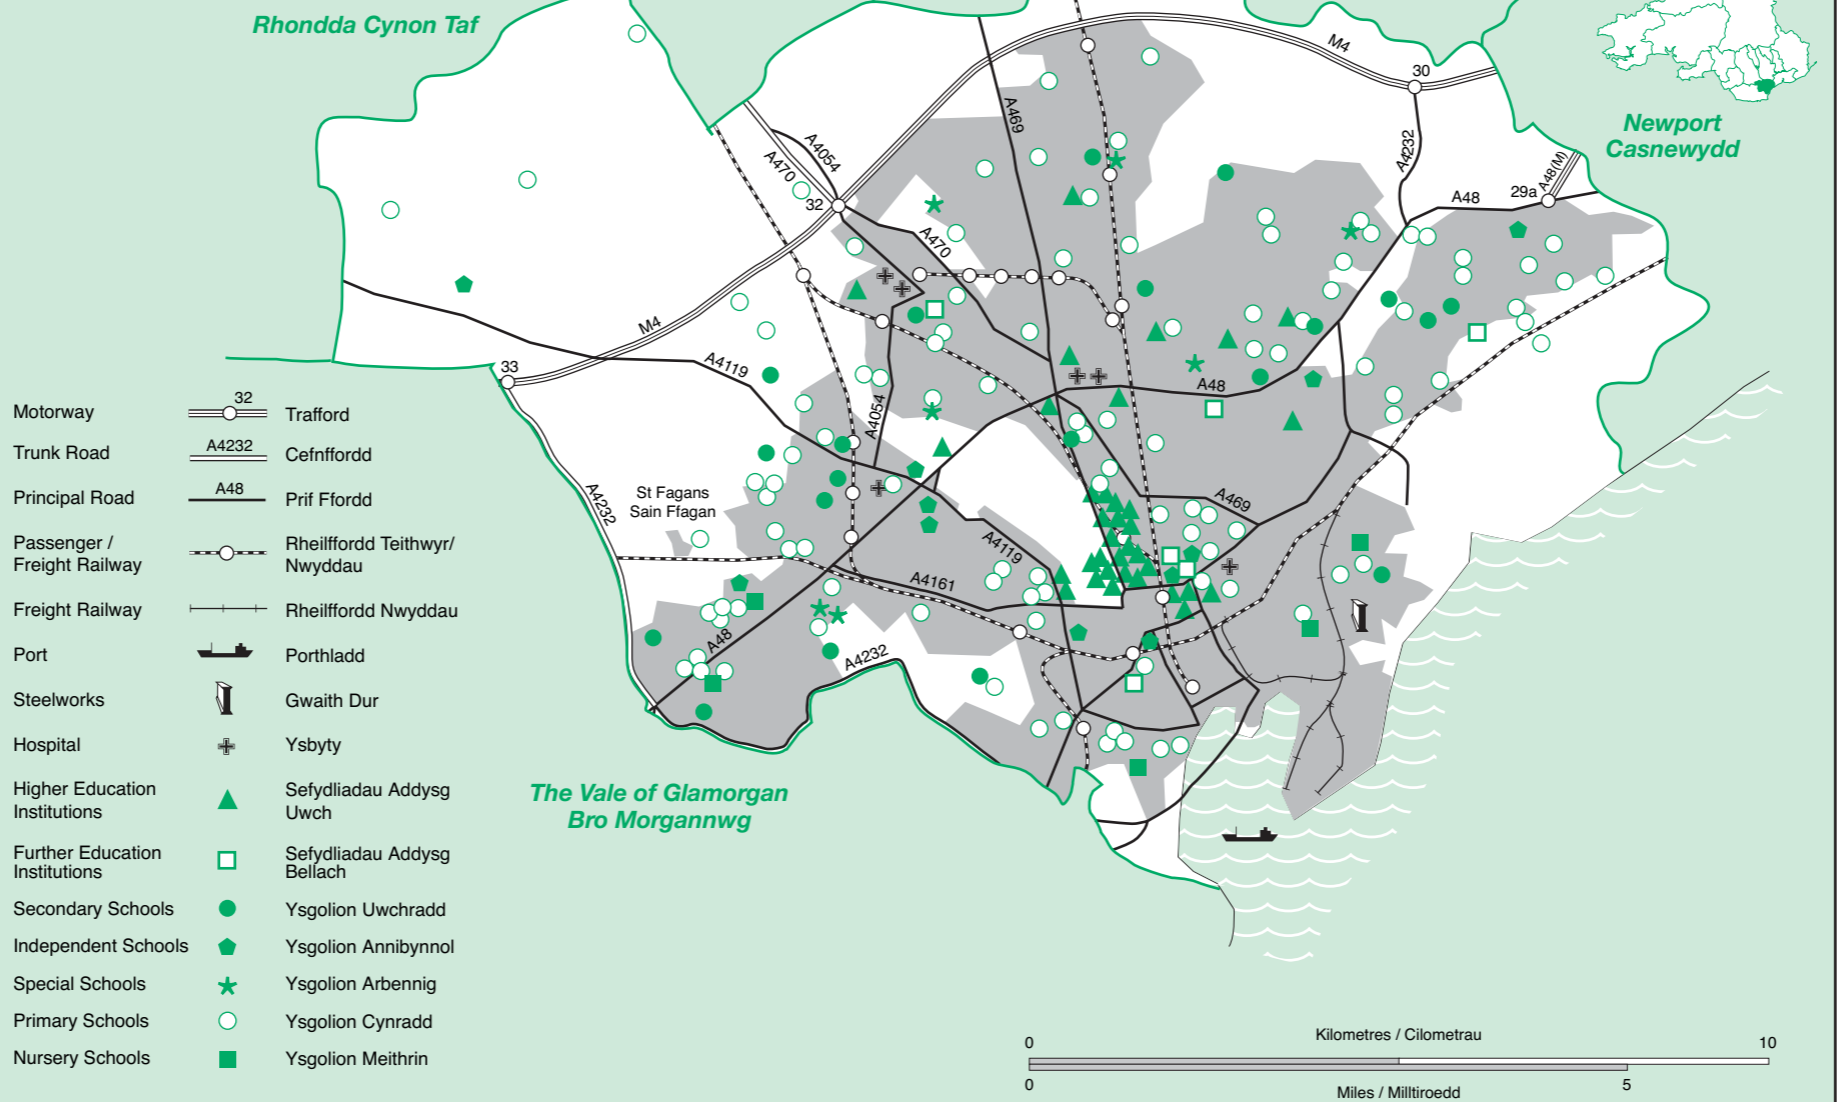 Rhondda Cynon Taf
M4
30
Newport
Casnewydd
A469
A4232
A4054
A470
32
A48(M)
29a
A48
A470
M4
33
A4119
A48
A4054
A4232
St Fagans
Sain Ffagan
A469
A4119
A4161
A48
A4232
The Vale of Glamorgan
Bro Morgannwg
Motorway
32
Trafford
Trunk Road
A4232
Cefnffordd
Principal Road
A48
Prif Ffordd
Passenger /
Freight Railway
Rheilffordd Teithwyr/
Nwyddau
Freight Railway
Rheilffordd Nwyddau
Port
Porthladd
Steelworks
Gwaith Dur
Hospital
Ysbyty
Higher Education
Institutions
Sefydliadau Addysg
Uwch
Further Education
Institutions
Sefydliadau Addysg
Bellach
Secondary Schools
Ysgolion Uwchradd
Independent Schools
Ysgolion Annibynnol
Special Schools
Ysgolion Arbennig
Primary Schools
Ysgolion Cynradd
Nursery Schools
Ysgolion Meithrin
Kilometres / Cilometrau
0
10
0
5
Miles / Milltiroedd